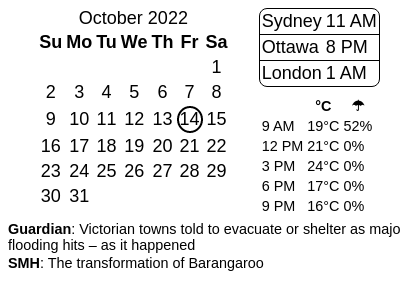 October 2022
Su Mo Tu We Th Fr Sa
1
2 3 4 5 6 7 8
9 10 11 12 13 14 15
16 17 18 19 20 21 22
23 24 25 26 27 28 29
30 31
Sydney 11 AM
Ottawa 8 PM
London 1 AM
°C ☂
9 AM 19°C 52%
12 PM 21°C 0%
3 PM 24°C 0%
6 PM 17°C 0%
9 PM 16°C 0%
Guardian: Victorian towns told to evacuate or shelter as majo
flooding hits – as it happened
SMH: The transformation of Barangaroo